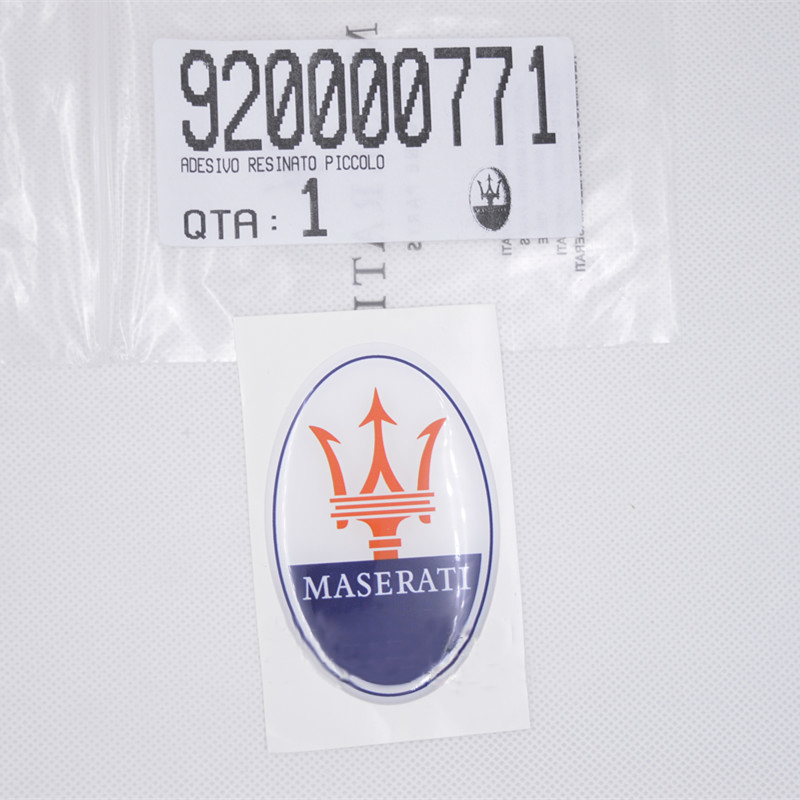 920000771
ADESIVO RESINATO PICCOLO
QTA: 1
MASERATI